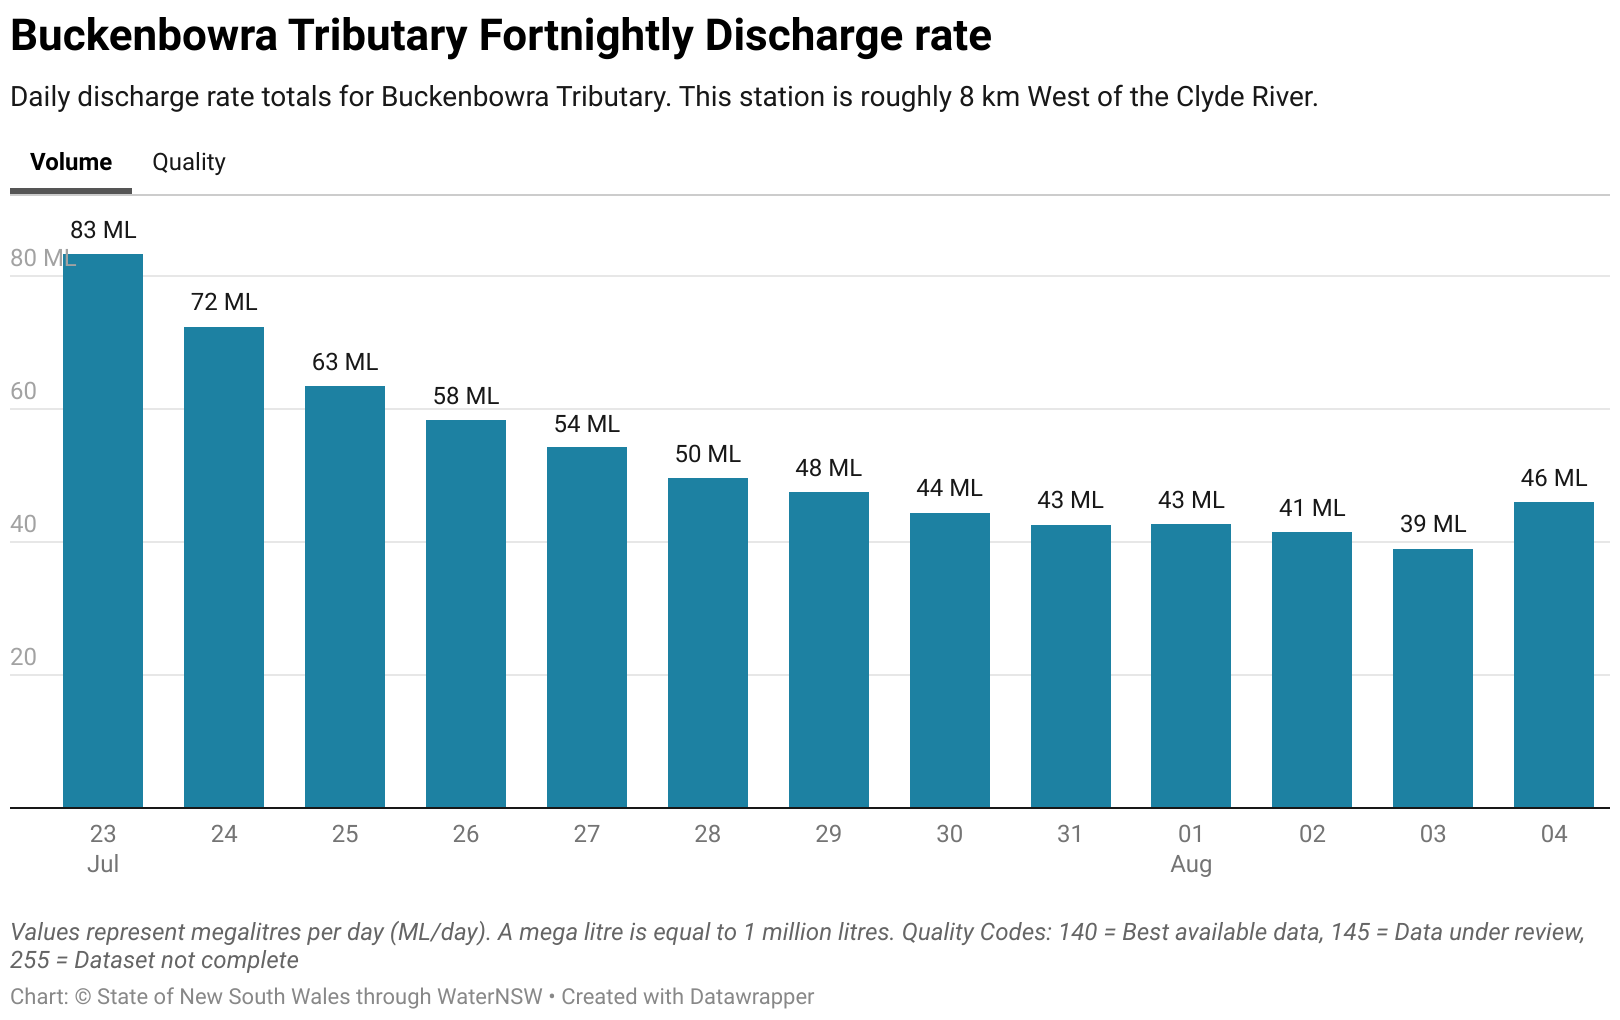 Buckenbowra Tributary Fortnightly Discharge rate
Daily discharge rate totals for Buckenbowra Tributary. This station is roughly 8 km West of the Clyde River.
Volume Quality
83 ML
80 ML
72 ML
63 ML
60
58 ML
54 ML
50 ML
48 ML
44 ML
43 ML
43 ML
41 ML
39 ML
46 ML
40
20
23 24 25 26 27 28 29 30 31 01 02 03 04
Jul Aug
Values represent megalitres per day (ML/day). A mega litre is equal to 1 million litres. Quality Codes: 140 = Best available data, 145 = Data under review,
255 = Dataset not complete
Chart: © State of New South Wales through WaterNSW • Created with Datawrapper